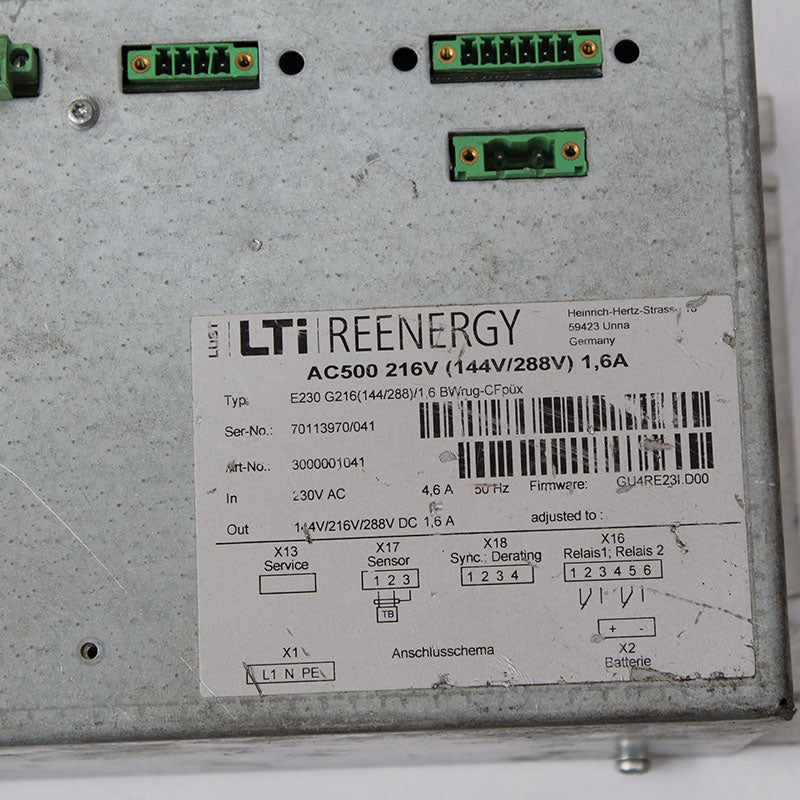 LUST LTi REENERGY
Heinrich-Hertz-Strasse 18
59423 Unna
Germany
AC500 216V (144V/288V) 1,6A
Typ. E230 G216(144/288)/1.6 BWrug-CFpüx
Ser-No.: 70113970/041
Art-No.: 3000001041
In 230V AC 4,6 A 50 Hz Firmware: GU4RE23I.D00
Out 144V/216V/288V DC 1,6 A adjusted to :
X13 X17 X18 X16
Service Sensor Sync.; Derating Relais1; Relais 2
1 2 3 1 2 3 4 1 2 3 4 5 6
TB
+ -
X1 Anschlusschema X2
L1 N PE Batterie